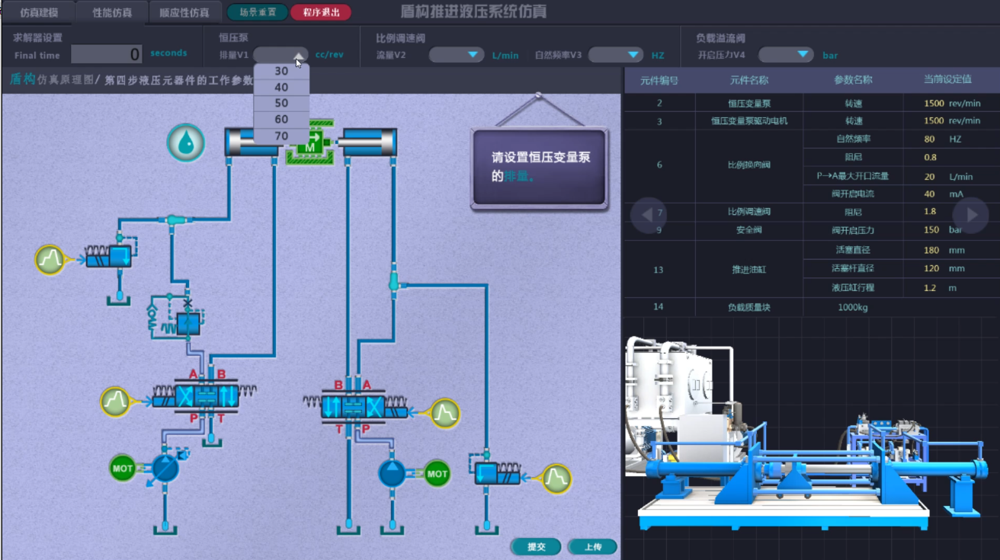 仿真建模 性能仿真 顺应性仿真 场景重置 程序退出 盾构推进液压系统仿真
求解器设置 恒压泵 比例调速阀 负载溢流阀
Final time 0 seconds 排量V1 cc/rev 流量V2 L/min 自然频率V3 HZ 开启压力V4 bar
盾构仿真原理图/ 第四步液压元器件的工作参数
30
40
50
60
70
请设置恒压变量泵
的排量。
M
A B
P T
B A
T P
MOT
MOT
提交 上传
元件编号 元件名称 参数名称 当前设定值
2 恒压变量泵 转速 1500 rev/min
3 恒压变量泵驱动电机 转速 1500 rev/min
6 比例换向阀 自然频率 80 HZ
阻尼 0.8
P→A最大开口流量 20 L/min
阀开启电流 40 mA
7 比例调速阀 阻尼 1.8
9 安全阀 阀开启压力 150 bar
13 推进油缸 活塞直径 180 mm
活塞杆直径 120 mm
液压缸行程 1.2 m
14 负载质量块 1000kg